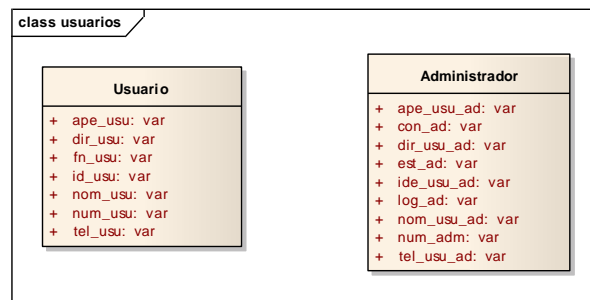 class usuarios
Usuario
+ ape_usu: var
+ dir_usu: var
+ fn_usu: var
+ id_usu: var
+ nom_usu: var
+ num_usu: var
+ tel_usu: var
Administrador
+ ape_usu_ad: var
+ con_ad: var
+ dir_usu_ad: var
+ est_ad: var
+ ide_usu_ad: var
+ log_ad: var
+ nom_usu_ad: var
+ num_adm: var
+ tel_usu_ad: var